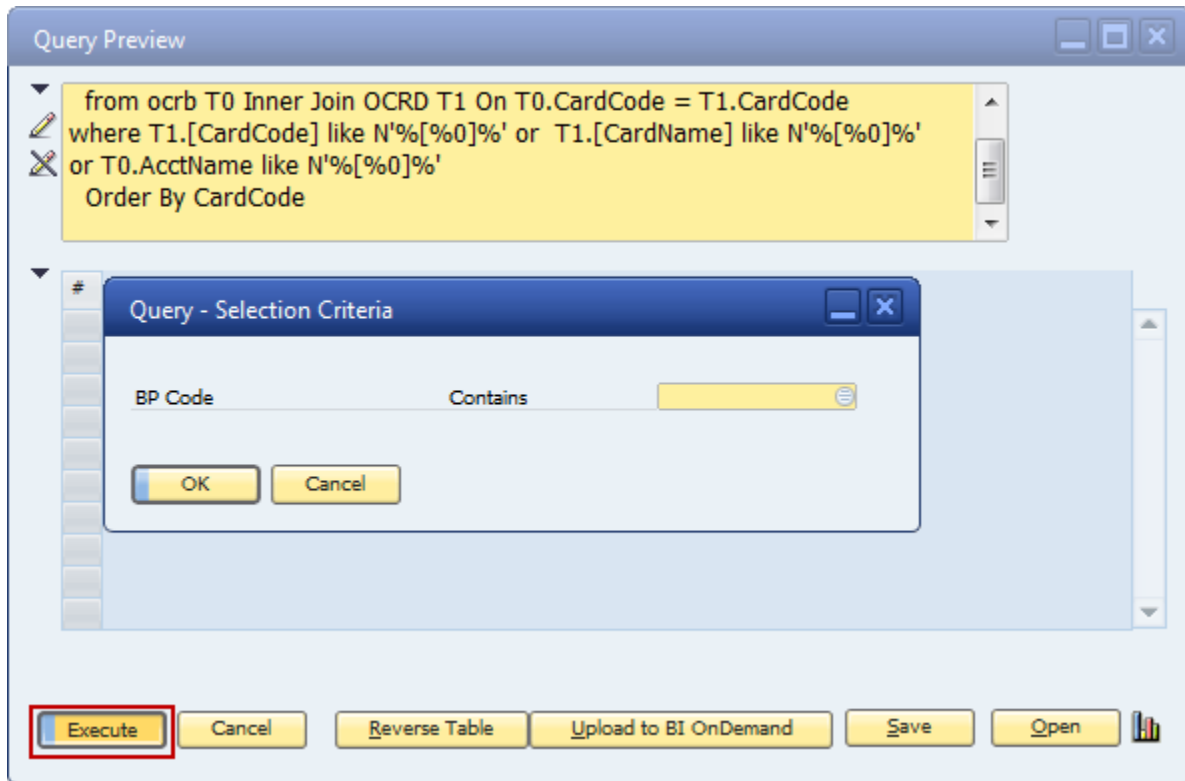 Query Preview
from ocrb T0 Inner Join OCRD T1 On T0.CardCode = T1.CardCode
where T1.[CardCode] like N'%[%0]%' or  T1.[CardName] like N'%[%0]%'
or T0.AcctName like N'%[%0]%'
Order By CardCode
#
Query - Selection Criteria
BP Code Contains
OK Cancel
Execute Cancel Reverse Table Upload to BI OnDemand Save Open